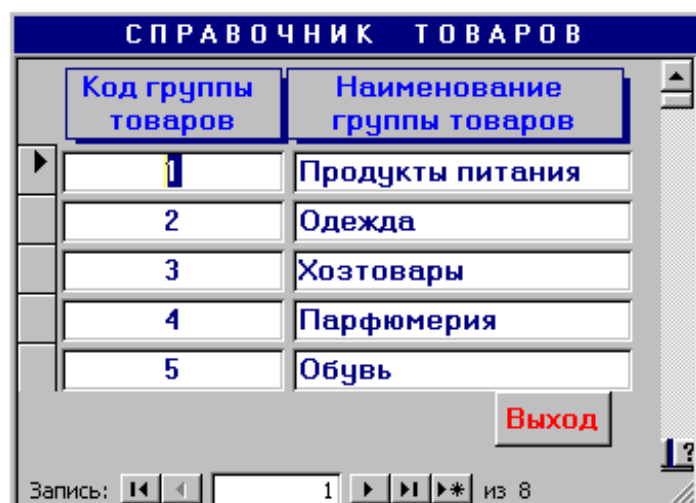 СПРАВОЧНИК ТОВАРОВ
Код группы товаров
Наименование группы товаров
1 Продукты питания
2 Одежда
3 Хозтовары
4 Парфюмерия
5 Обувь
Выход
?
Запись: 1 из 8